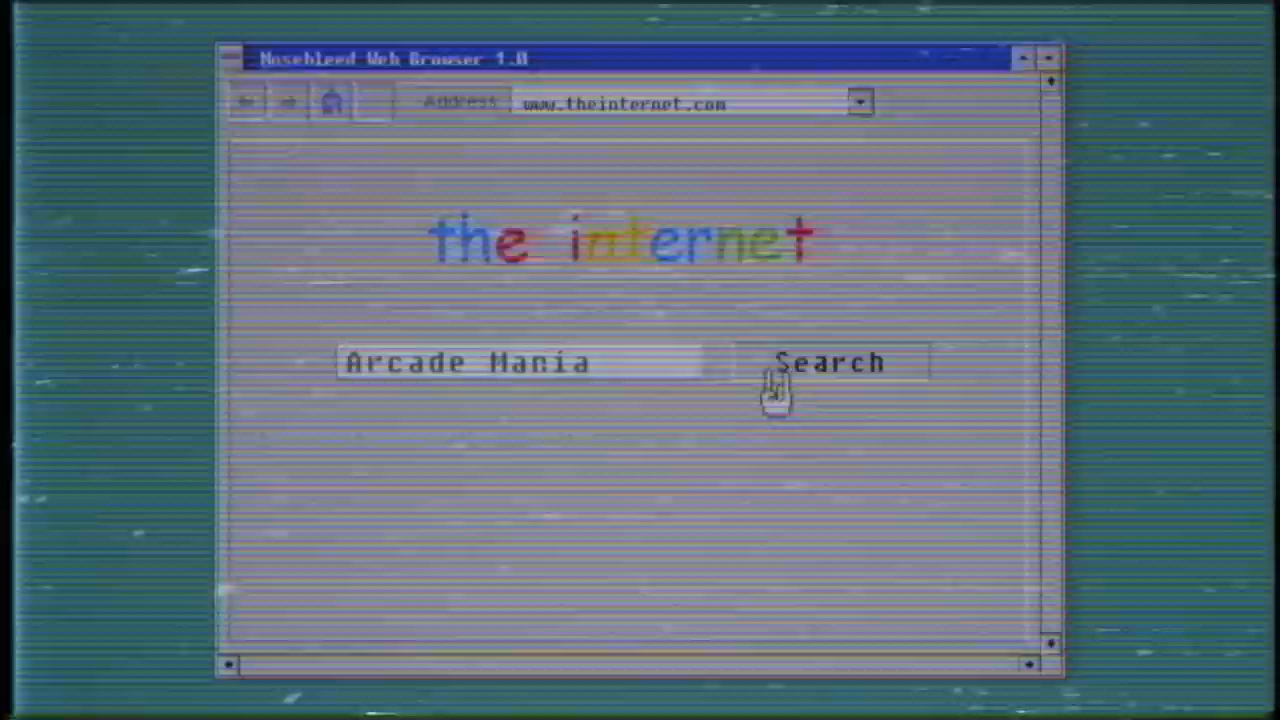 Nosebleed Web Browser 1.0
Address www.theinternet.com
the internet
Arcade Mania Search